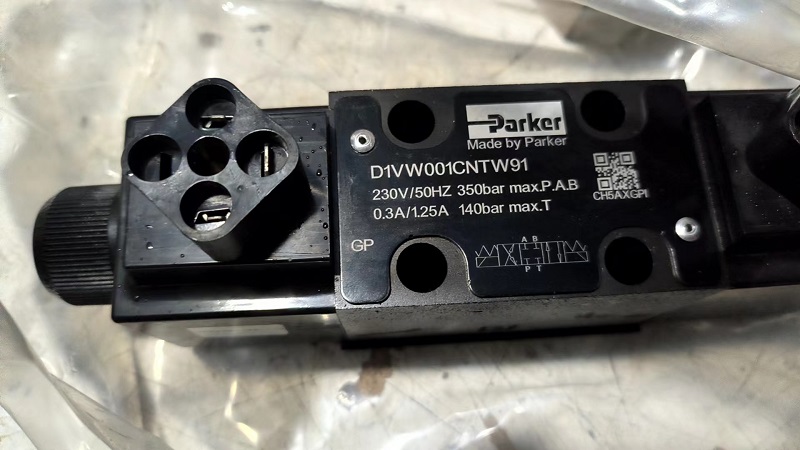 Parker
Made by Parker
D1VW001CNTW91
230V/50HZ 350bar max.P.A.B
0.3A/1.25A 140bar max.T
CH5AXGPI
GP
A B
P T